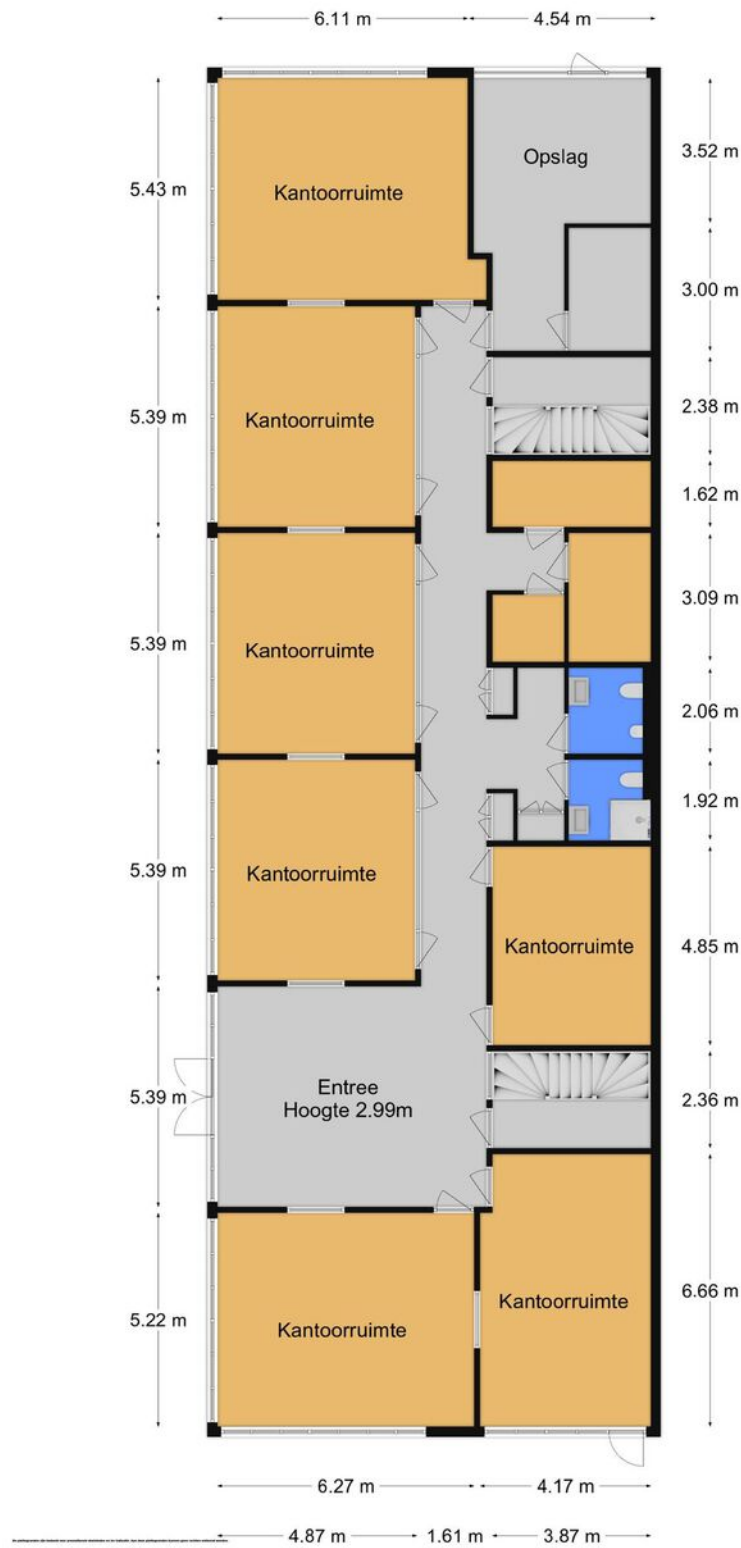 6.11 m 4.54 m
Opslag
3.52 m
5.43 m
Kantoorruimte
3.00 m
5.39 m
Kantoorruimte
2.38 m
1.62 m
3.09 m
5.39 m
Kantoorruimte
2.06 m
1.92 m
5.39 m
Kantoorruimte
Kantoorruimte
4.85 m
5.39 m
Entree
Hoogte 2.99m
2.36 m
6.66 m
Kantoorruimte
5.22 m
Kantoorruimte
6.27 m 4.17 m
4.87 m 1.61 m 3.87 m